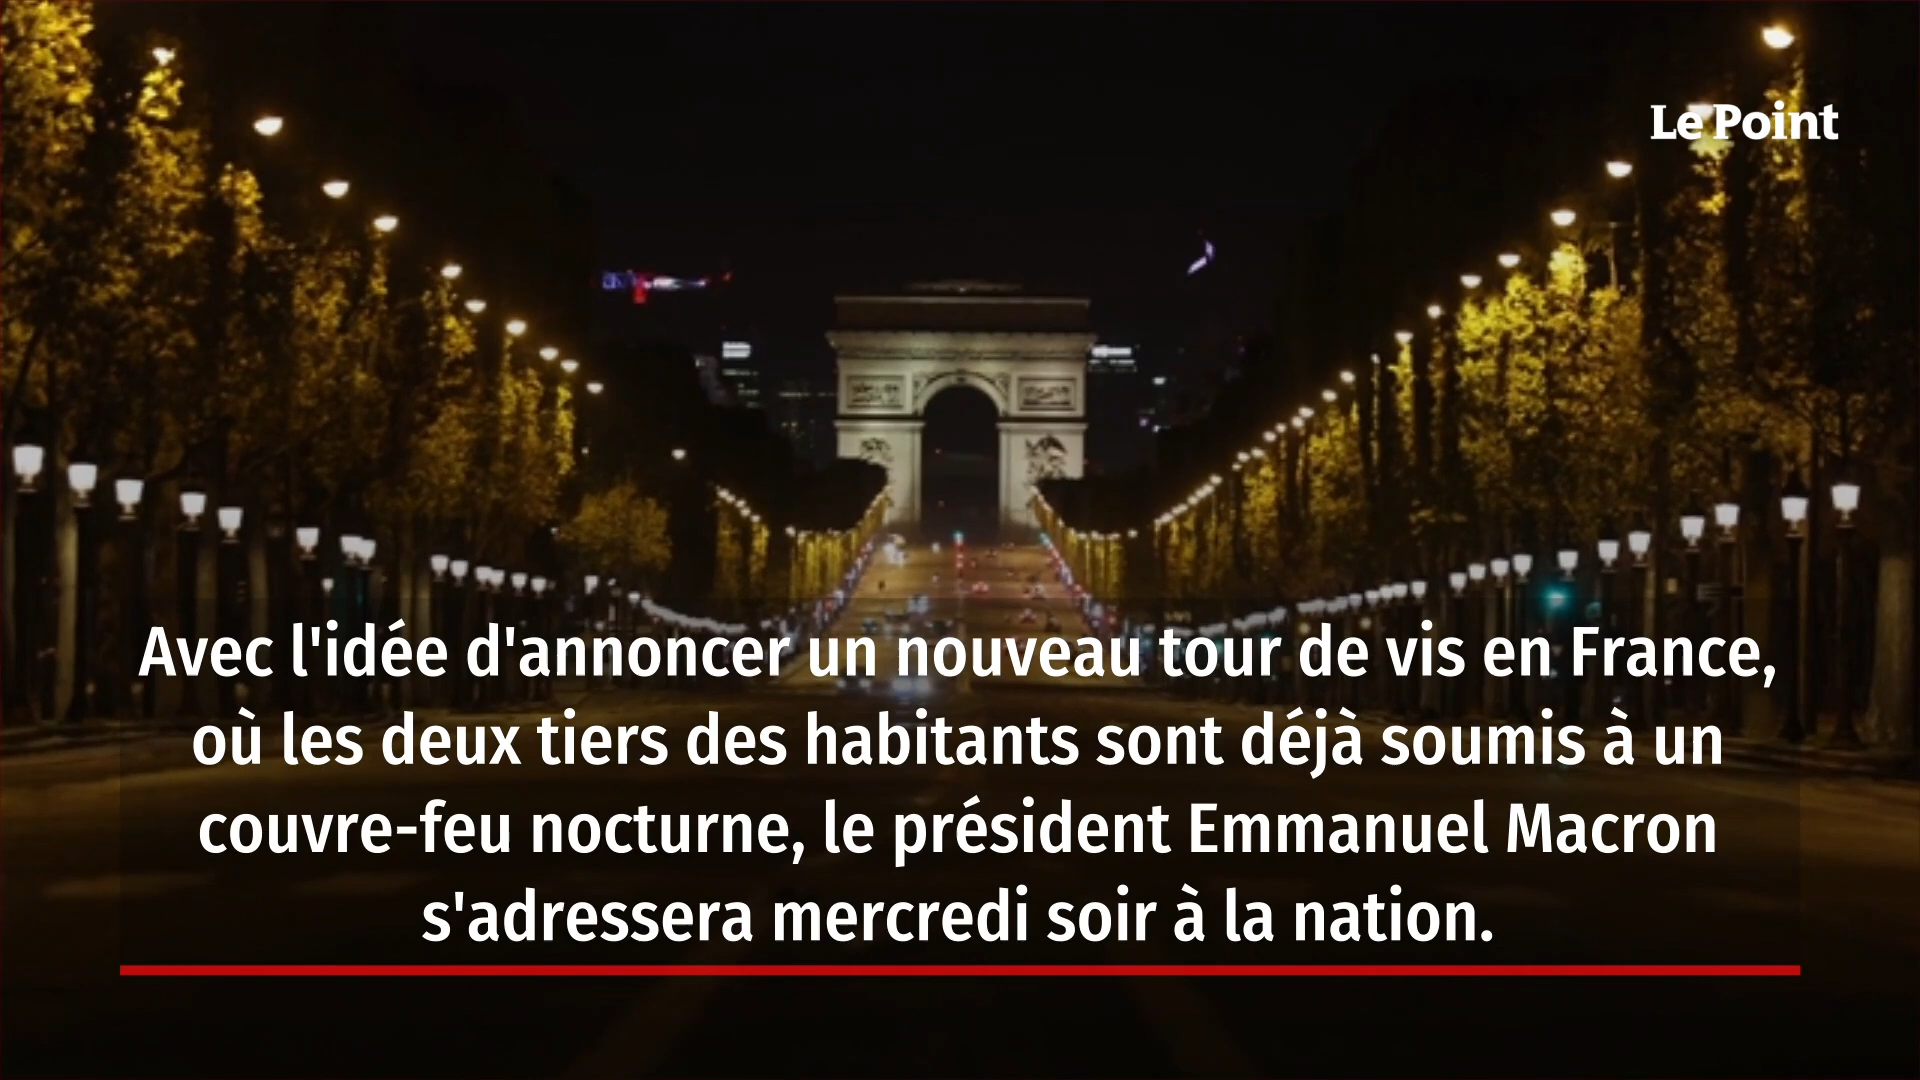 Le Point
Avec l'idée d'annoncer un nouveau tour de vis en France,
où les deux tiers des habitants sont déjà soumis à un
couvre-feu nocturne, le président Emmanuel Macron
s'adressera mercredi soir à la nation.